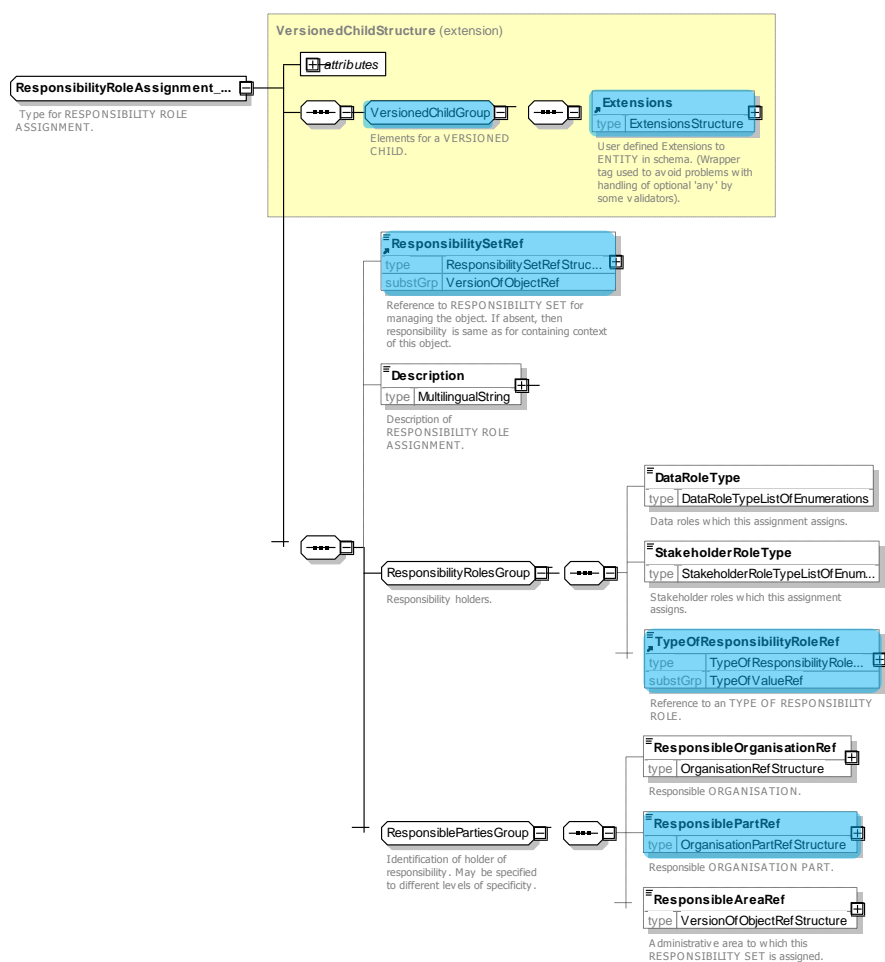 VersionedChildStructure (extension)
attributes
ResponsibilityRoleAssignment_...
Type for RESPONSIBILITY ROLE
ASSIGNMENT.
VersionedChildGroup
Elements for a VERSIONED
CHILD.
Extensions
type ExtensionsStructure
User defined Extensions to
ENTITY in schema. (Wrapper
tag used to avoid problems with
handling of optional 'any' by
some validators).
ResponsibilitySetRef
type ResponsibilitySetRefStruc...
substGrp VersionOfObjectRef
Reference to RESPONSIBILITY SET for
managing the object. If absent, then
responsibility is same as for containing context
of this object.
Description
type MultilingualString
Description of
RESPONSIBILITY ROLE
ASSIGNMENT.
ResponsibilityRolesGroup
Responsibility holders.
DataRoleType
type DataRoleTypeListOfEnumerations
Data roles which this assignment assigns.
StakeholderRoleType
type StakeholderRoleTypeListOfEnum...
Stakeholder roles which this assignment
assigns.
TypeOfResponsibilityRoleRef
type TypeOfResponsibilityRole...
substGrp TypeOfValueRef
Reference to an TYPE OF RESPONSIBILITY
ROLE.
ResponsiblePartiesGroup
Identification of holder of
responsibility. May be specified
to different levels of specificity.
ResponsibleOrganisationRef
type OrganisationRefStructure
Responsible ORGANISATION.
ResponsiblePartRef
type OrganisationPartRefStructure
Responsible ORGANISATION PART.
ResponsibleAreaRef
type VersionOfObjectRefStructure
Administrative area to which this
RESPONSIBILITY SET is assigned.